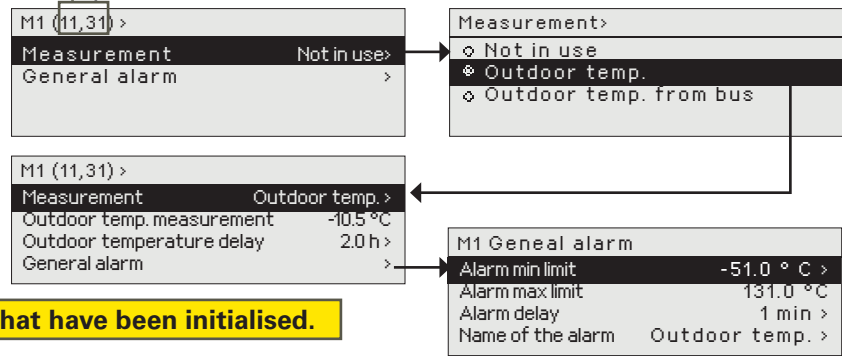 M1 (11,31) >
Measurement Not in use>
General alarm >
Measurement>
Not in use
Outdoor temp.
Outdoor temp. from bus
M1 (11,31) >
Measurement Outdoor temp. >
Outdoor temp. measurement -10.5 °C
Outdoor temperature delay 2.0 h >
General alarm >
M1 Geneal alarm
Alarm min limit -51.0 ° C >
Alarm max limit 131.0 °C
Alarm delay 1 min >
Name of the alarm Outdoor temp. >
have been initialised.